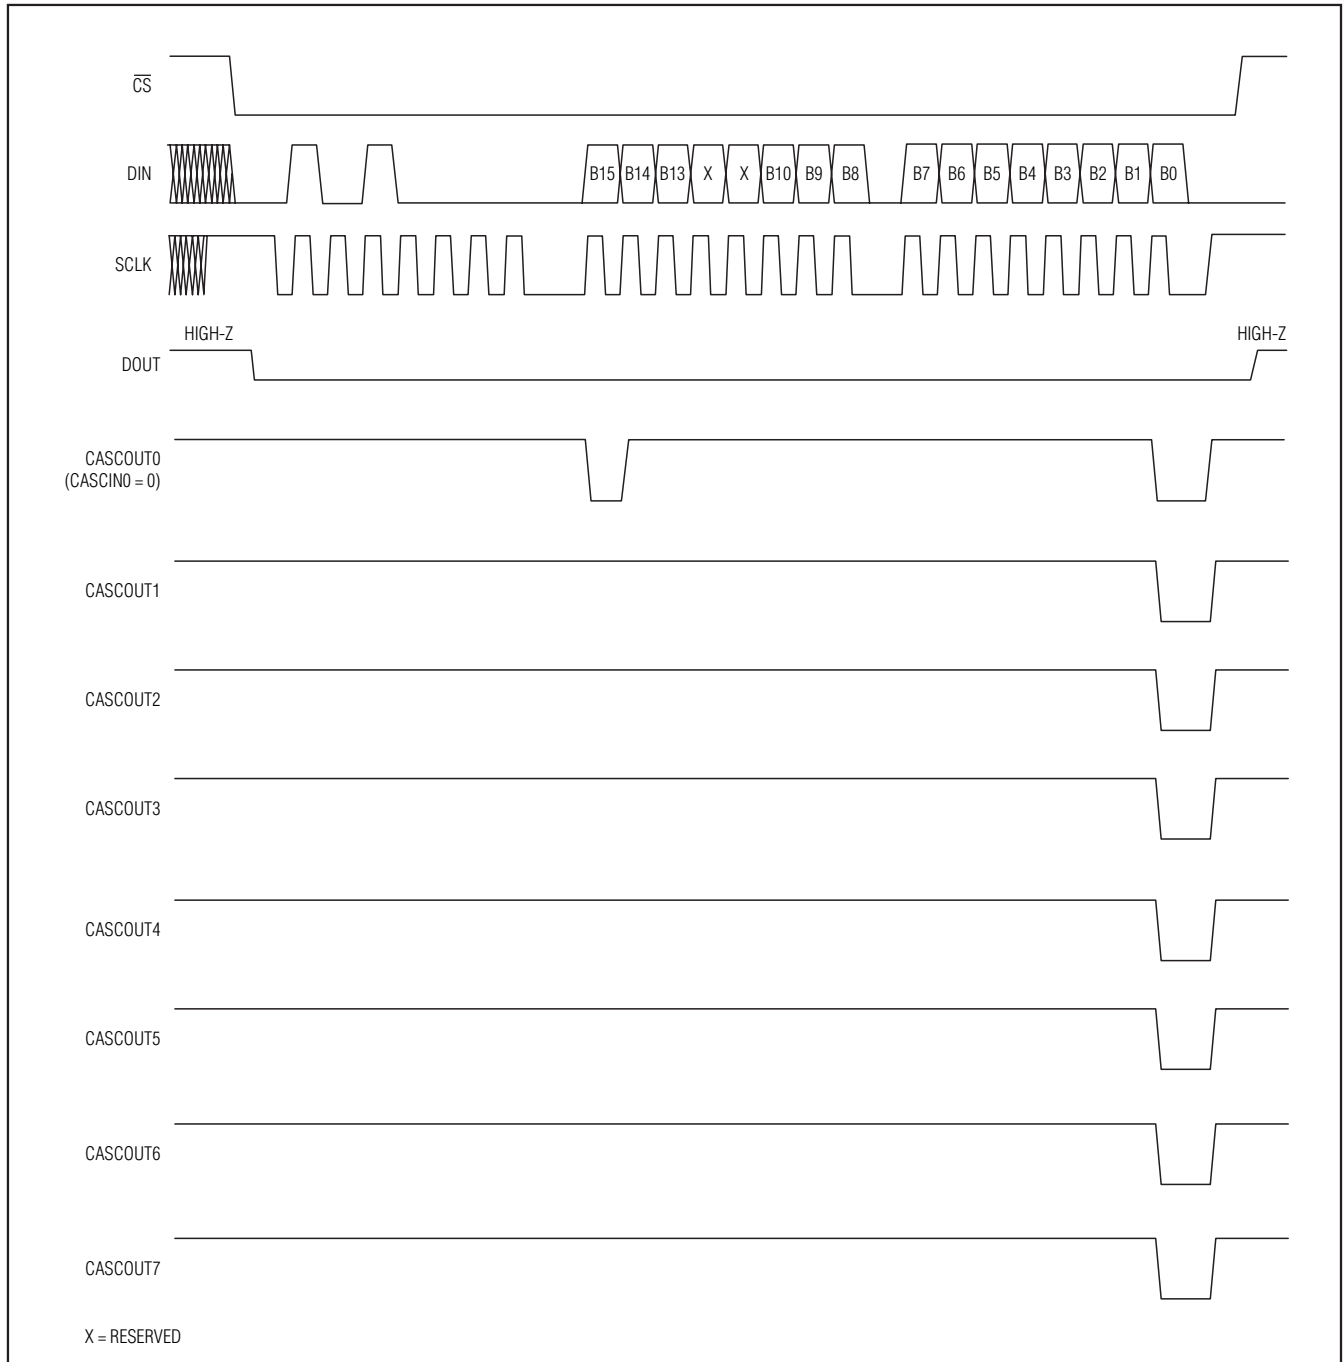 CS
DIN
B15 B14 B13 X X B10 B9 B8 B7 B6 B5 B4 B3 B2 B1 B0
SCLK
HIGH-Z HIGH-Z
DOUT
CASCOUT0
(CASCIN0 = 0)
CASCOUT1
CASCOUT2
CASCOUT3
CASCOUT4
CASCOUT5
CASCOUT6
CASCOUT7
X = RESERVED